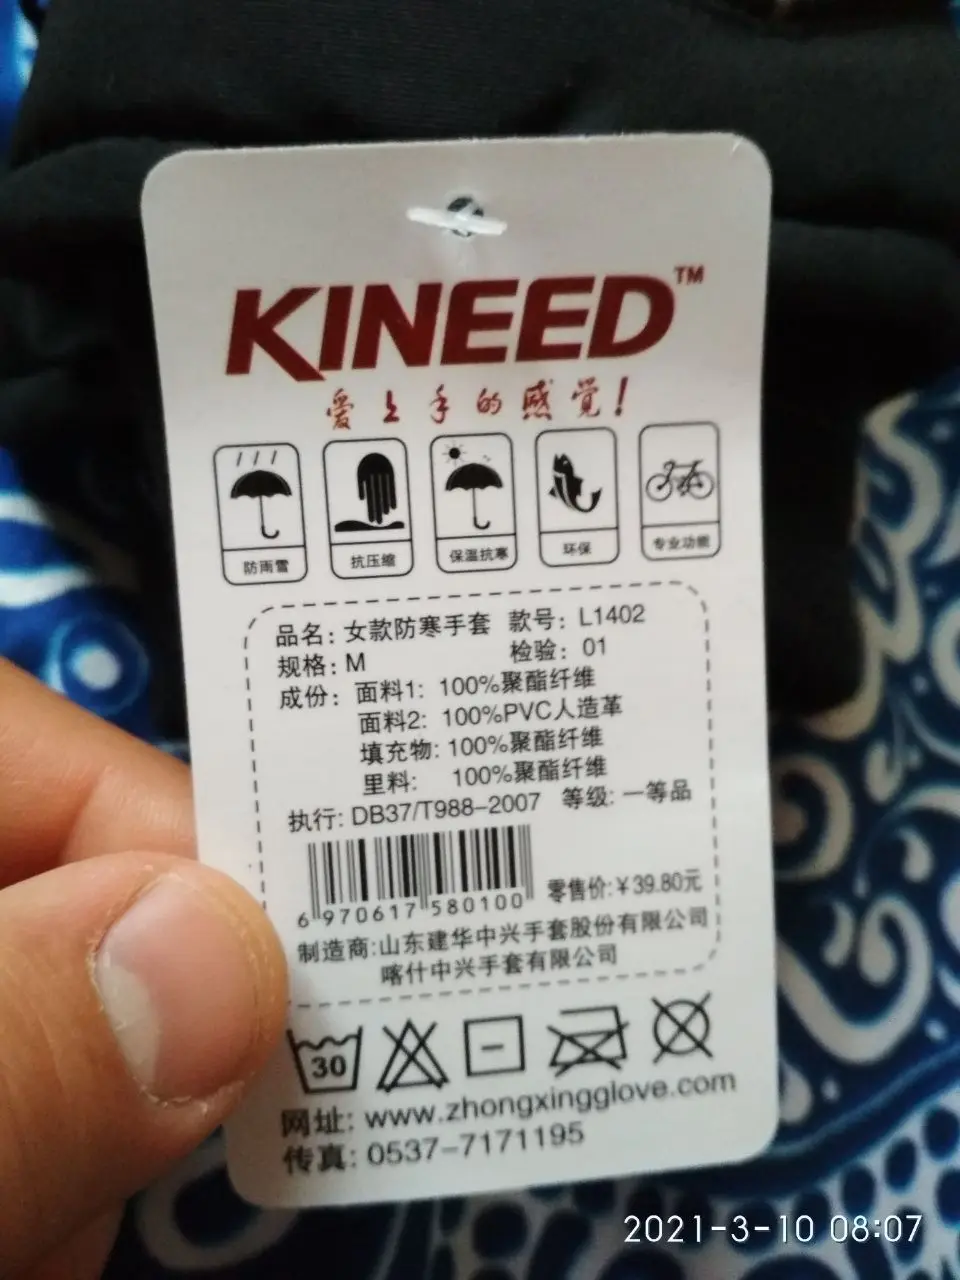 KINEED™
爱上手的感觉!
防雨雪 抗压缩 保温抗寒 环保 专业功能
品名: 女款防寒手套 款号: L1402
规格: M 检验: 01
成份: 面料1: 100%聚酯纤维
面料2: 100%PVC人造革
填充物: 100%聚酯纤维
里料: 100%聚酯纤维
执行: DB37/T988-2007 等级: 一等品
零售价:¥39.80元
6 970617 580100
制造商:山东建华中兴手套股份有限公司
喀什中兴手套有限公司
30
网址: www.zhongxingglove.com
传真: 0537-7171195
2021-3-10 08:07